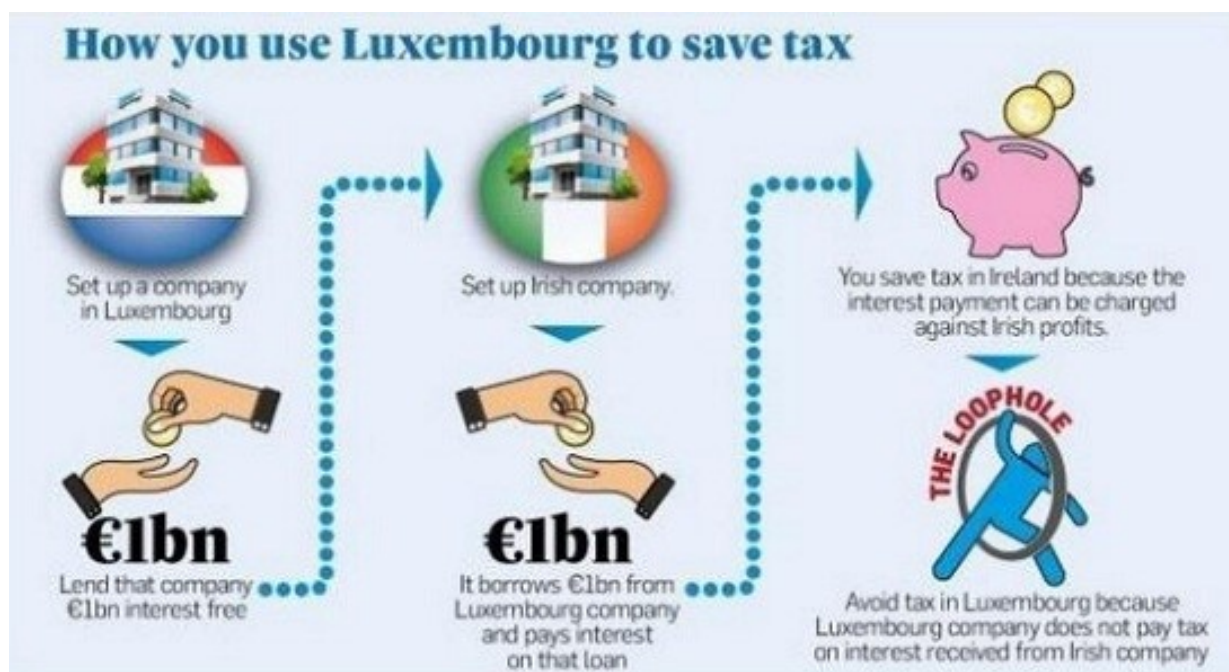 How you use Luxembourg to save tax
Set up a company
in Luxembourg
€1bn
Lend that company
€1bn interest free
Set up Irish company.
€1bn
It borrows €1bn from
Luxembourg company
and pays interest
on that loan
You save tax in Ireland because the
interest payment can be charged
against Irish profits.
THE LOOPHOLE
Avoid tax in Luxembourg because
Luxembourg company does not pay tax
on interest received from Irish company